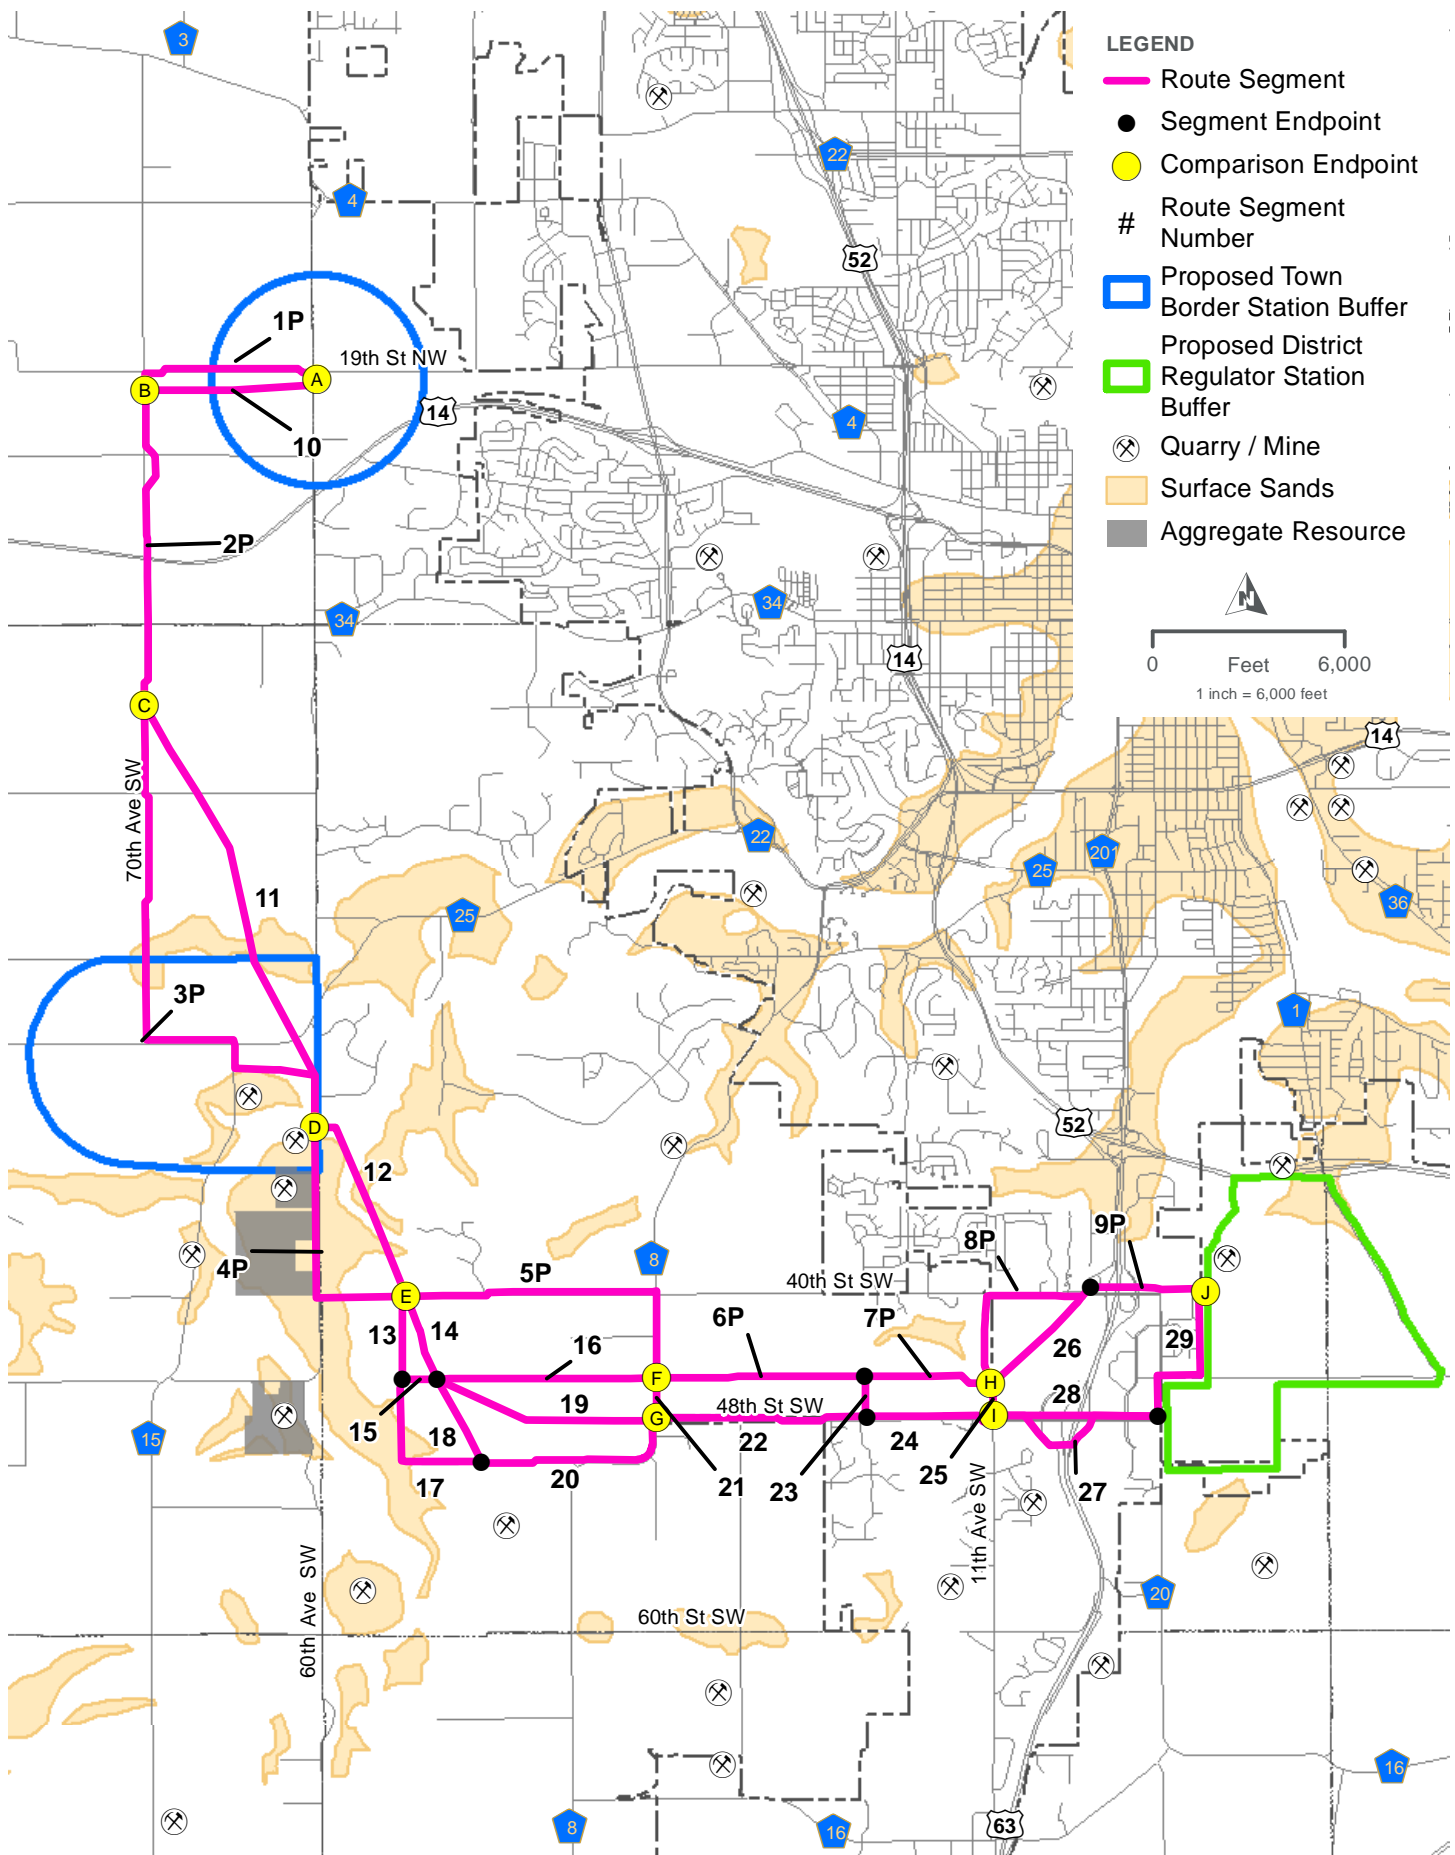 LEGEND
Route Segment
Segment Endpoint
Comparison Endpoint
#
Route Segment
Number
Proposed Town
Border Station Buffer
Proposed District
Regulator Station
Buffer
Quarry / Mine
Surface Sands
Aggregate Resource
N
0
Feet
6,000
1 inch = 6,000 feet
3
22
4
52
1P
19th St NW
A
B
14
4
10
2P
34
34
14
C
14
70th Ave SW
22
201
25
36
11
25
3P
1
D
52
12
4P
8
9P
8P
5P
40th St SW
E
J
6P
7P
13
14
16
26
29
F
H
28
19
48th St SW
G
I
15
15
18
22
24
17
20
21
23
25
27
11th Ave SW
60th Ave SW
60th St SW
20
16
8
16
63